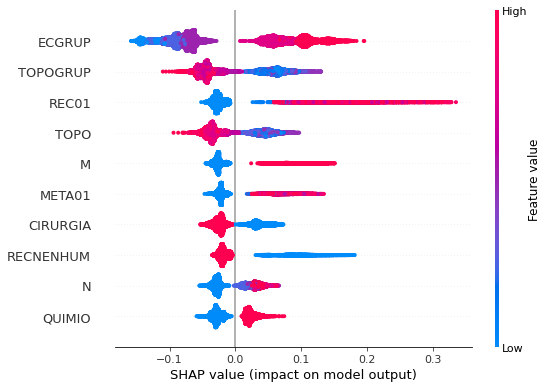 High
ECGRUP
TOPOGRUP
REC01
TOPO
M
META01
CIRURGIA
RECNENHUM
N
QUIMIO
Feature value
Low
−0.1 0.0 0.1 0.2 0.3
SHAP value (impact on model output)